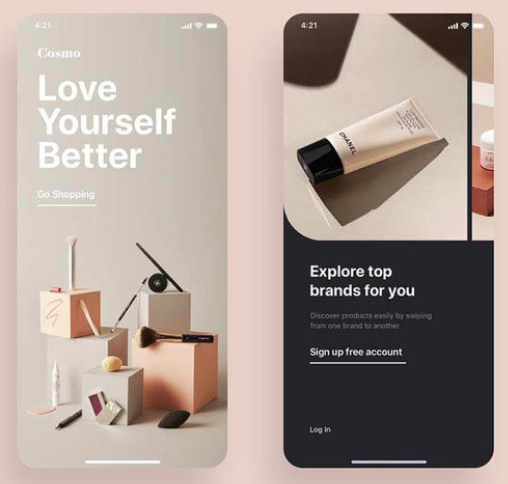 4:21
Cosmo
Love
Yourself
Better
Go Shopping
4:21
CHANEL
Explore top
brands for you
Discover products easily by swiping
from one brand to another
Sign up free account
Log In